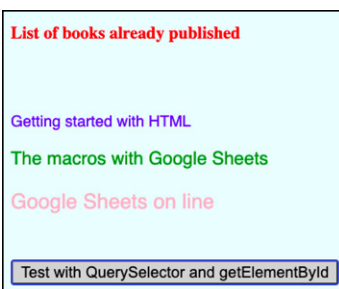 List of books already published
Getting started with HTML
The macros with Google Sheets
Google Sheets on line
Test with QuerySelector and getElementById